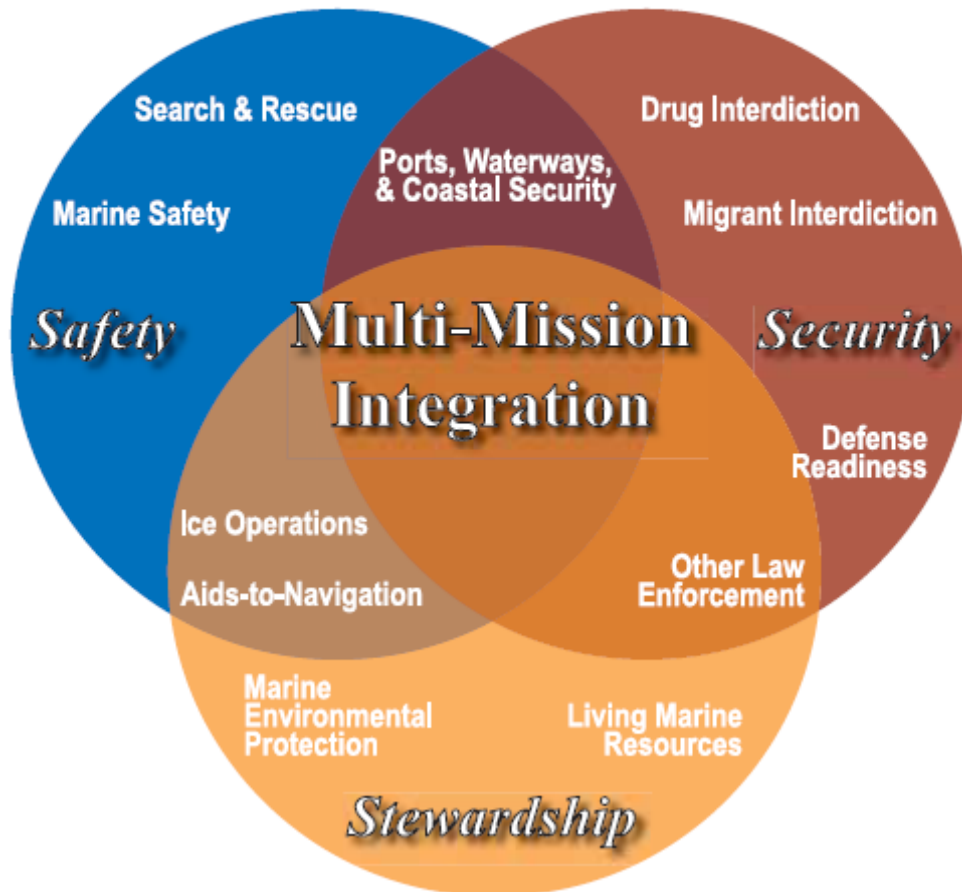 Search & Rescue
Drug Interdiction
Ports, Waterways,
& Coastal Security
Marine Safety
Migrant Interdiction
Safety
Multi-Mission
Integration
Security
Defense
Readiness
Ice Operations
Aids-to-Navigation
Other Law
Enforcement
Marine
Environmental
Protection
Living Marine
Resources
Stewardship